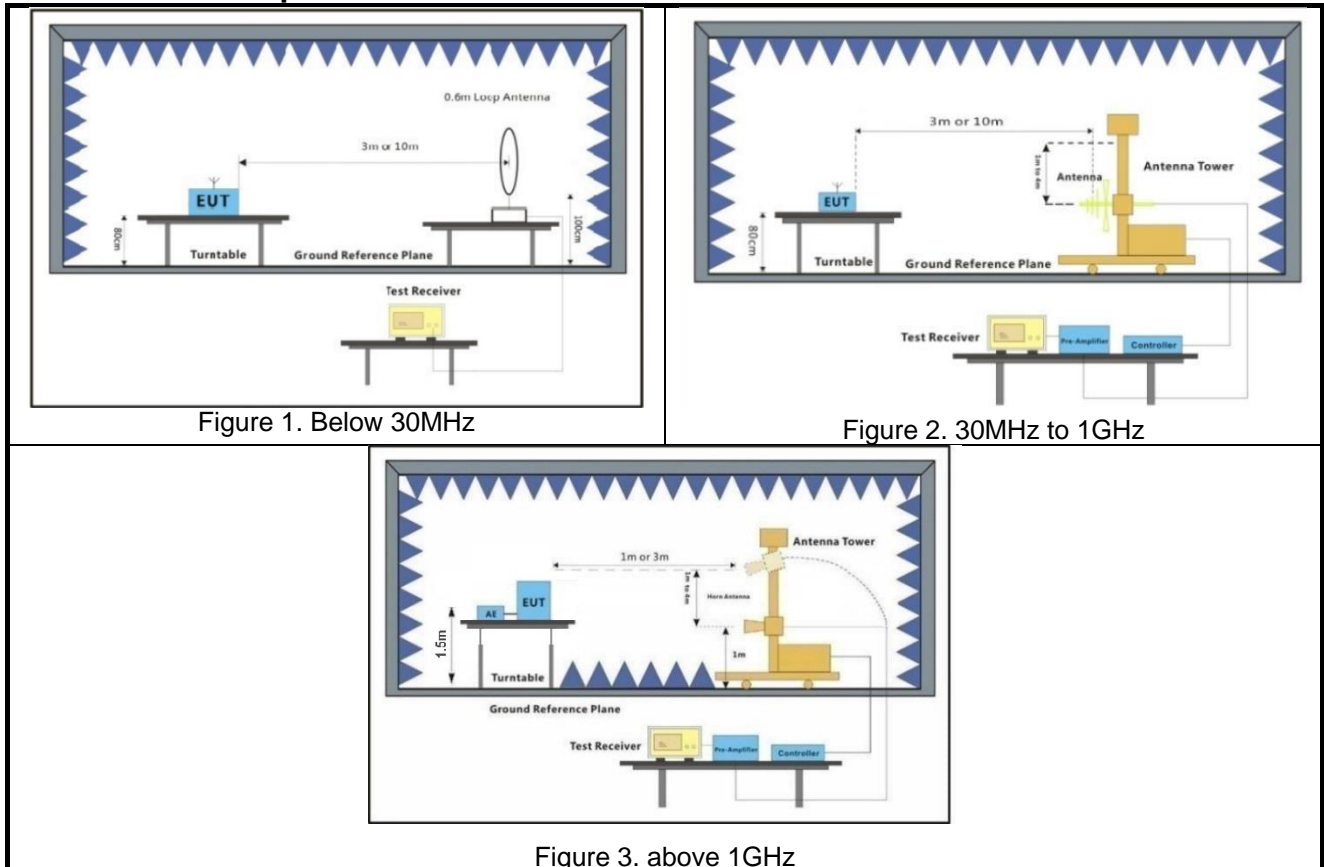 0.6m Loop Antenna
3m or 10m
EUT
80cm
100cm
Turntable
Ground Reference Plane
Test Receiver
Figure 1. Below 30MHz
3m or 10m
1m to 4m
Antenna Tower
Antenna
EUT
80cm
Turntable
Ground Reference Plane
Test Receiver
Pre-Amplifier
Controller
Figure 2. 30MHz to 1GHz
Antenna Tower
1m or 3m
1m to 4m
Horn Antenna
EUT
AE
1.5m
1m
Turntable
Ground Reference Plane
Test Receiver
Pre-Amplifier
Controller
Figure 3. above 1GHz